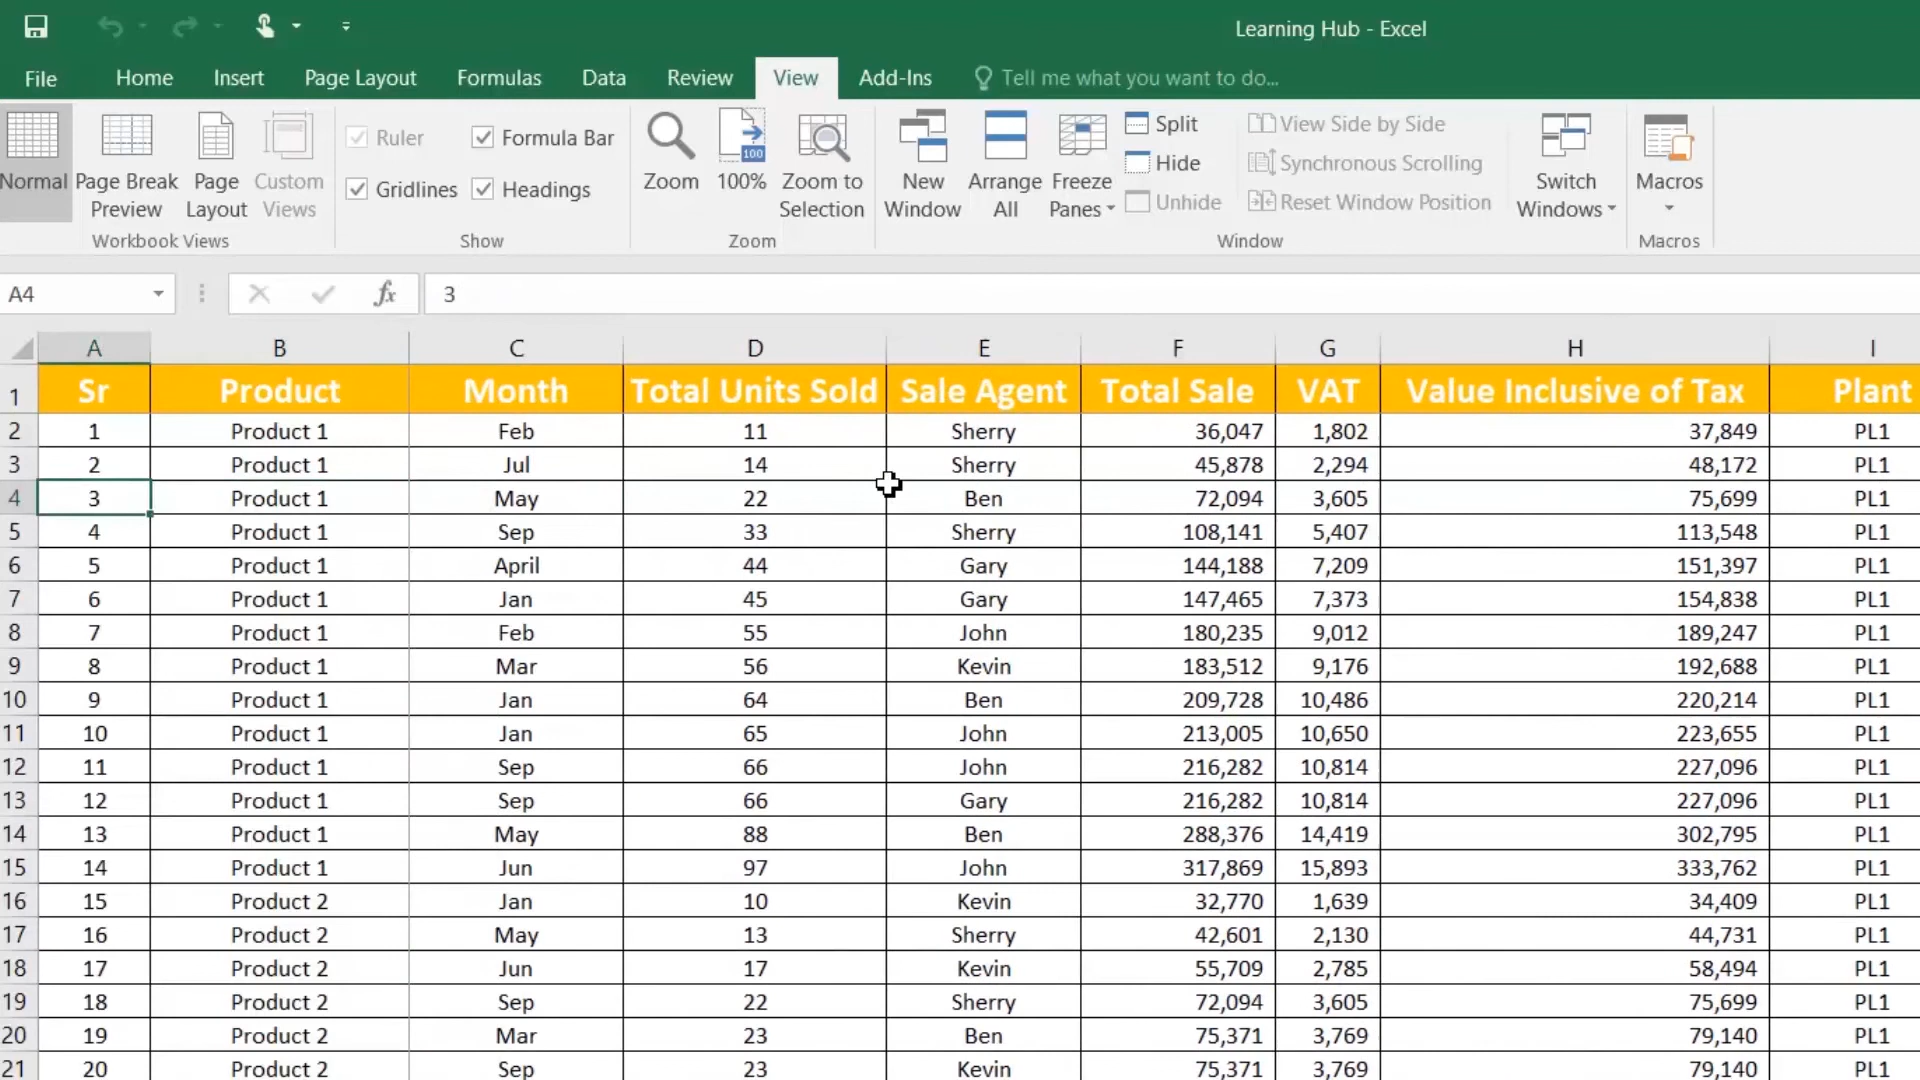 Learning Hub - Excel
File Home Insert Page Layout Formulas Data Review View Add-Ins Tell me what you want to do...
Normal
Page Break Preview
Page Layout
Custom Views
Workbook Views
Ruler
Formula Bar
Gridlines
Headings
Show
Zoom
100
100%
Zoom to Selection
Zoom
New Window
Arrange All
Freeze Panes
Split
Hide
Unhide
View Side by Side
Synchronous Scrolling
Reset Window Position
Window
Switch Windows
Macros
Macros
A4 fx 3
A B C D E F G H I
1 Sr Product Month Total Units Sold Sale Agent Total Sale VAT Value Inclusive of Tax Plant
2 1 Product 1 Feb 11 Sherry 36,047 1,802 37,849 PL1
3 2 Product 1 Jul 14 Sherry 45,878 2,294 48,172 PL1
4 3 Product 1 May 22 Ben 72,094 3,605 75,699 PL1
5 4 Product 1 Sep 33 Sherry 108,141 5,407 113,548 PL1
6 5 Product 1 April 44 Gary 144,188 7,209 151,397 PL1
7 6 Product 1 Jan 45 Gary 147,465 7,373 154,838 PL1
8 7 Product 1 Feb 55 John 180,235 9,012 189,247 PL1
9 8 Product 1 Mar 56 Kevin 183,512 9,176 192,688 PL1
10 9 Product 1 Jan 64 Ben 209,728 10,486 220,214 PL1
11 10 Product 1 Jan 65 John 213,005 10,650 223,655 PL1
12 11 Product 1 Sep 66 John 216,282 10,814 227,096 PL1
13 12 Product 1 Sep 66 Gary 216,282 10,814 227,096 PL1
14 13 Product 1 May 88 Ben 288,376 14,419 302,795 PL1
15 14 Product 1 Jun 97 John 317,869 15,893 333,762 PL1
16 15 Product 2 Jan 10 Kevin 32,770 1,639 34,409 PL1
17 16 Product 2 May 13 Sherry 42,601 2,130 44,731 PL1
18 17 Product 2 Jun 17 Kevin 55,709 2,785 58,494 PL1
19 18 Product 2 Sep 22 Sherry 72,094 3,605 75,699 PL1
20 19 Product 2 Mar 23 Ben 75,371 3,769 79,140 PL1
21 20 Product 2 Sep 23 Kevin 75,371 3,769 79,140 PL1